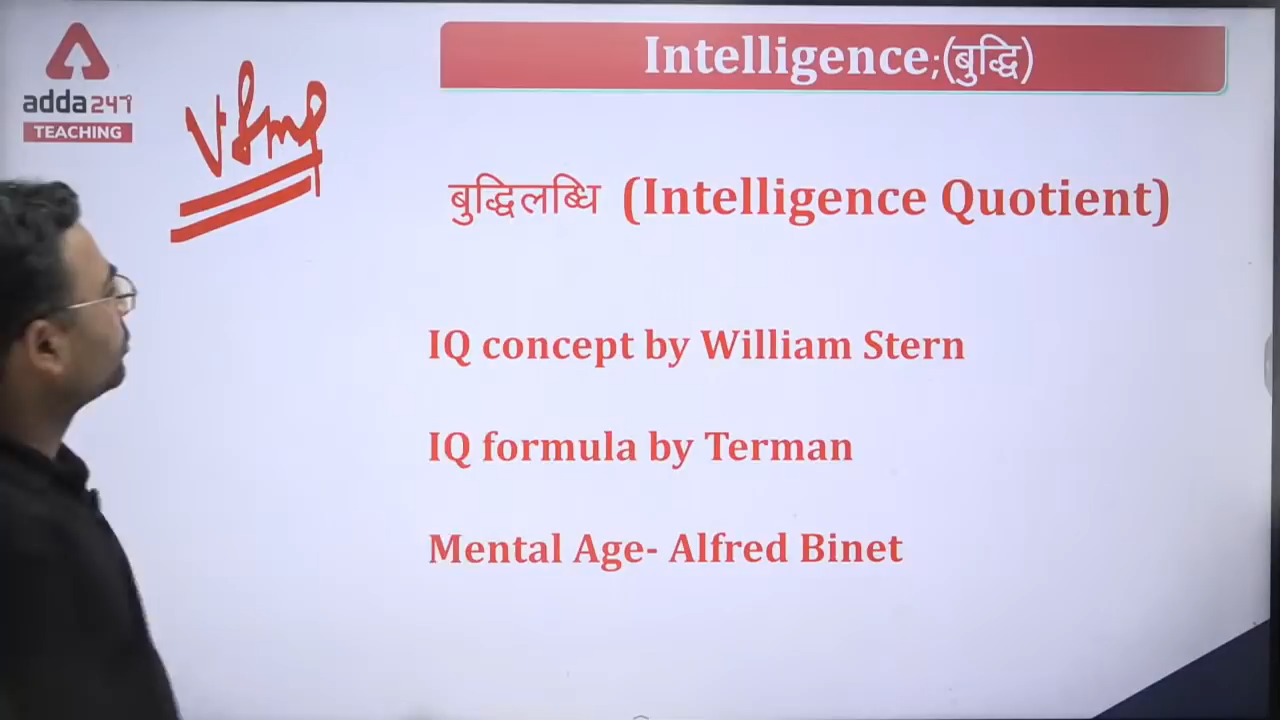 Intelligence;(बुद्धि)
adda247
TEACHING
V Imp
बुद्धिलब्धि (Intelligence Quotient)
IQ concept by William Stern
IQ formula by Terman
Mental Age- Alfred Binet